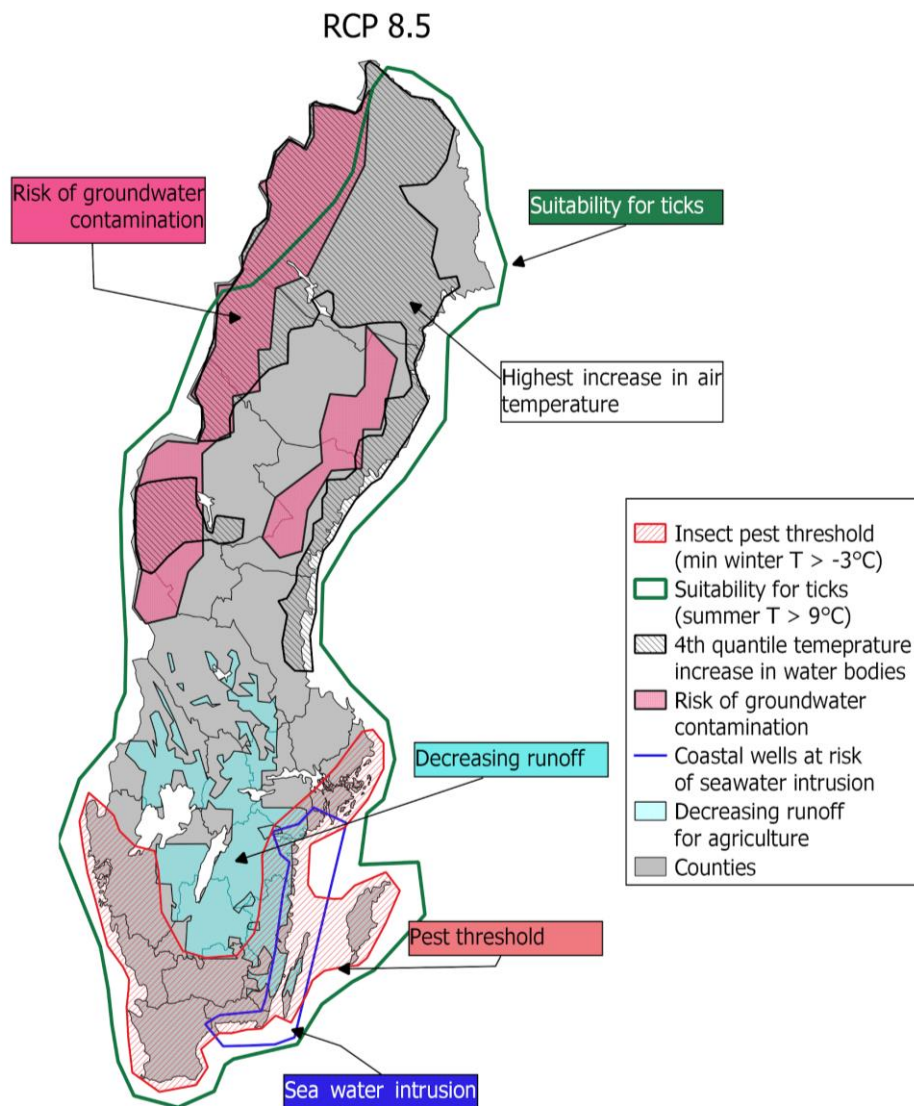 RCP 8.5
Risk of groundwater
contamination
Suitability for ticks
Highest increase in air
temperature
Insect pest threshold
(min winter T > -3°C)
Suitability for ticks
(summer T > 9°C)
4th quantile temeprature
increase in water bodies
Risk of groundwater
contamination
Coastal wells at risk
of seawater intrusion
Decreasing runoff
for agriculture
Counties
Decreasing runoff
Pest threshold
Sea water intrusion